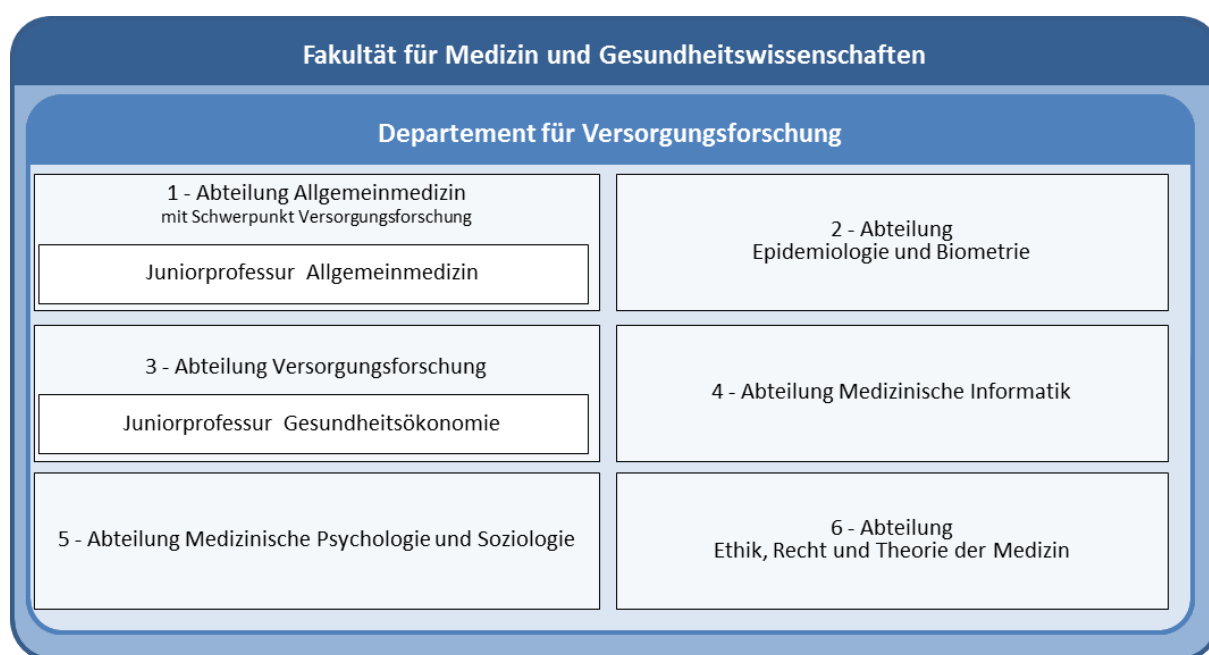 Fakultät für Medizin und Gesundheitswissenschaften
Departement für Versorgungsforschung
1 - Abteilung Allgemeinmedizin
mit Schwerpunkt Versorgungsforschung
Juniorprofessur Allgemeinmedizin
2 - Abteilung
Epidemiologie und Biometrie
3 - Abteilung Versorgungsforschung
Juniorprofessur Gesundheitsökonomie
4 - Abteilung Medizinische Informatik
5 - Abteilung Medizinische Psychologie und Soziologie
6 - Abteilung
Ethik, Recht und Theorie der Medizin